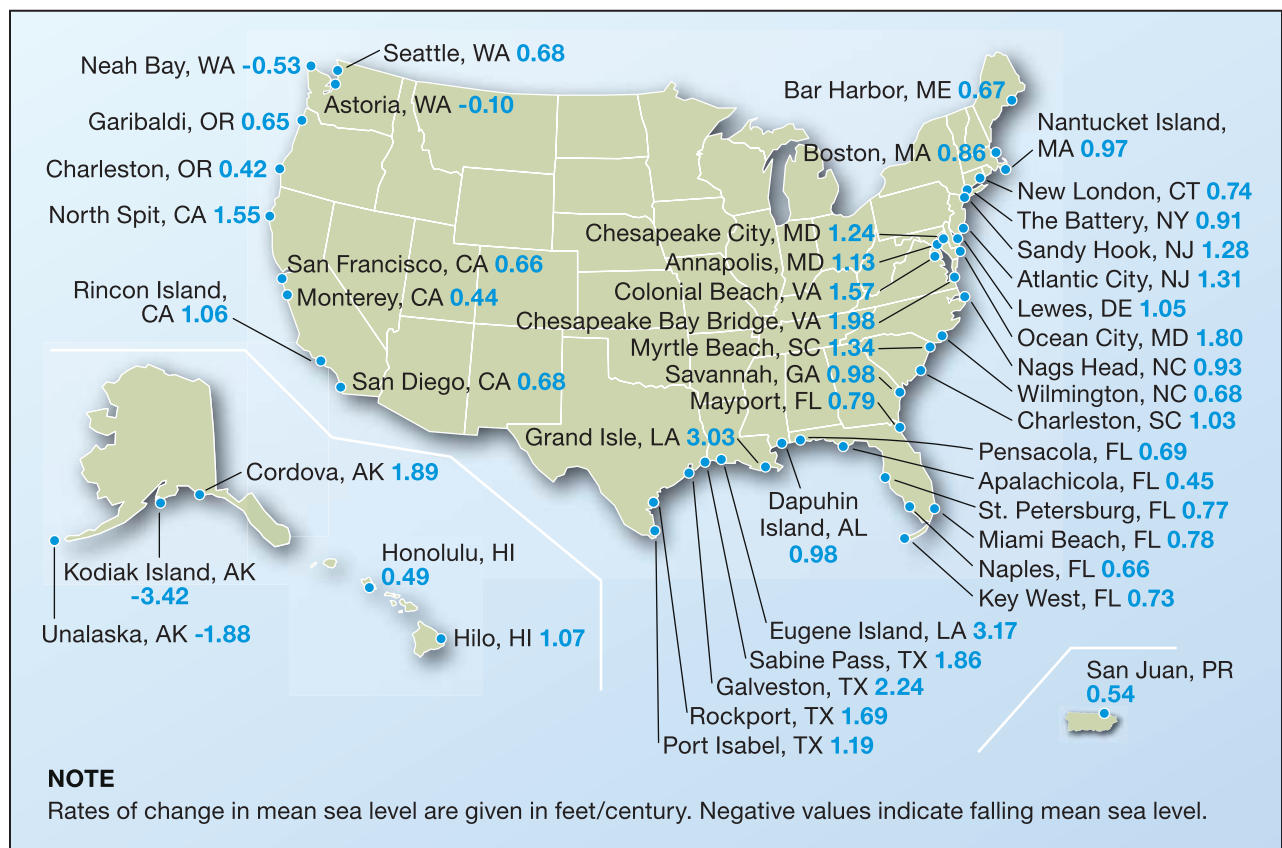 Neah Bay, WA -0.53
Seattle, WA 0.68
Astoria, WA -0.10
Garibaldi, OR 0.65
Charleston, OR 0.42
North Spit, CA 1.55
San Francisco, CA 0.66
Monterey, CA 0.44
Rincon Island,
CA 1.06
San Diego, CA 0.68
Bar Harbor, ME 0.67
Nantucket Island,
MA 0.97
Boston, MA 0.86
New London, CT 0.74
The Battery, NY 0.91
Sandy Hook, NJ 1.28
Atlantic City, NJ 1.31
Lewes, DE 1.05
Ocean City, MD 1.80
Nags Head, NC 0.93
Wilmington, NC 0.68
Charleston, SC 1.03
Chesapeake City, MD 1.24
Annapolis, MD 1.13
Colonial Beach, VA 1.57
Chesapeake Bay Bridge, VA 1.98
Myrtle Beach, SC 1.34
Savannah, GA 0.98
Mayport, FL 0.79
Grand Isle, LA 3.03
Pensacola, FL 0.69
Apalachicola, FL 0.45
St. Petersburg, FL 0.77
Miami Beach, FL 0.78
Naples, FL 0.66
Key West, FL 0.73
Dapuhin
Island, AL
0.98
Eugene Island, LA 3.17
Sabine Pass, TX 1.86
Galveston, TX 2.24
Rockport, TX 1.69
Port Isabel, TX 1.19
Cordova, AK 1.89
Kodiak Island, AK
-3.42
Unalaska, AK -1.88
Honolulu, HI
0.49
Hilo, HI 1.07
San Juan, PR
0.54
NOTE
Rates of change in mean sea level are given in feet/century. Negative values indicate falling mean sea level.